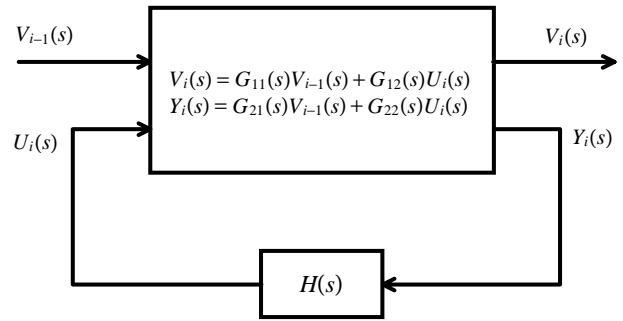 V_{i−1}(s)
V_i(s)
V_i(s) = G_{11}(s)V_{i−1}(s) + G_{12}(s)U_i(s)
Y_i(s) = G_{21}(s)V_{i−1}(s) + G_{22}(s)U_i(s)
U_i(s)
Y_i(s)
H(s)